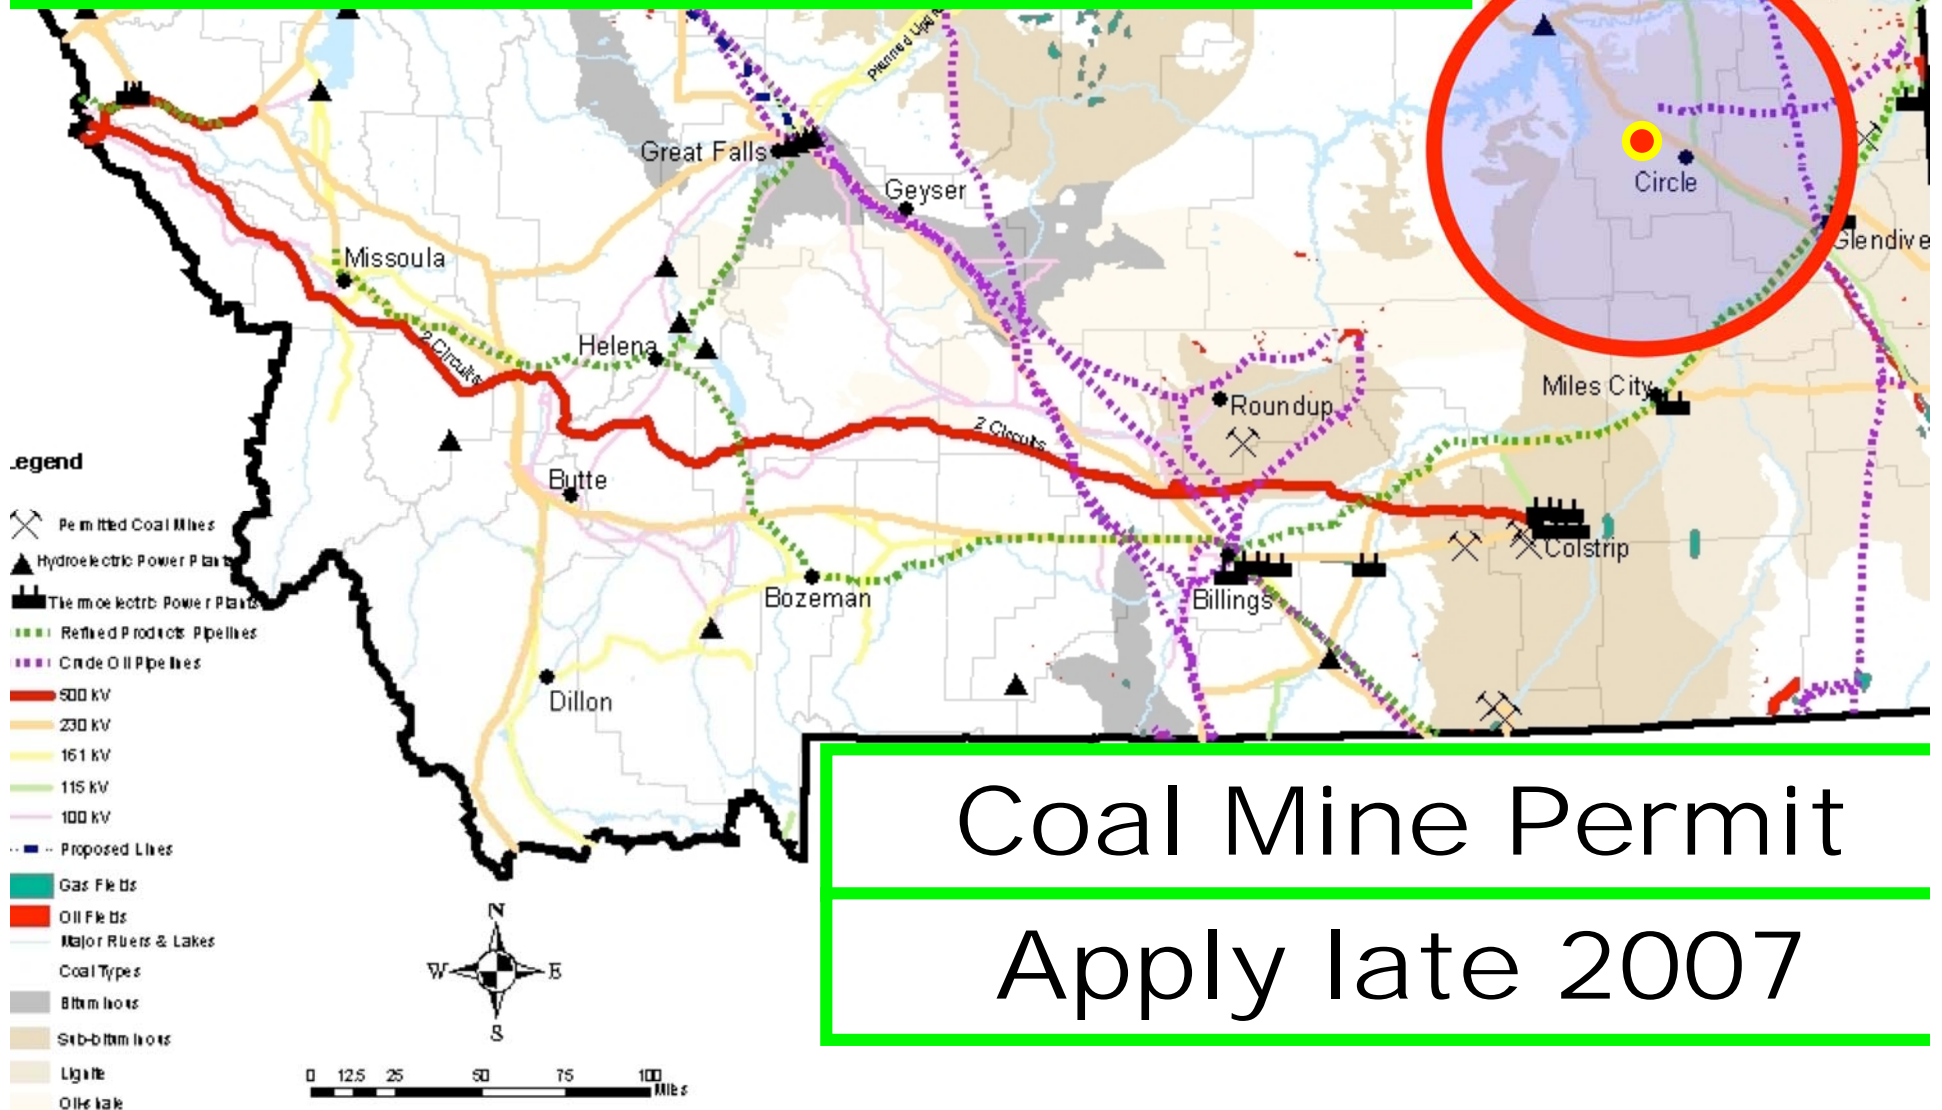 Planned Upgra
Great Falls
Geyser
Circle
Glendive
Missoula
Helena
2 Circuits
Miles City
Roundup
2 Circuits
Butte
Colstrip
Bozeman
Billings
Dillon
Legend
Permitted Coal Mines
Hydroelectric Power Plants
Thermoelectric Power Plants
Refined Products Pipelines
Crude Oil Pipelines
500 kV
230 kV
161 kV
115 kV
100 kV
Proposed Lines
Gas Fields
Oil Fields
Major Rivers & Lakes
Coal Types
Bituminous
Sub-bituminous
Lignite
Oil-shale
N
W E
S
0 12.5 25 50 75 100
Miles
Coal Mine Permit
Apply late 2007